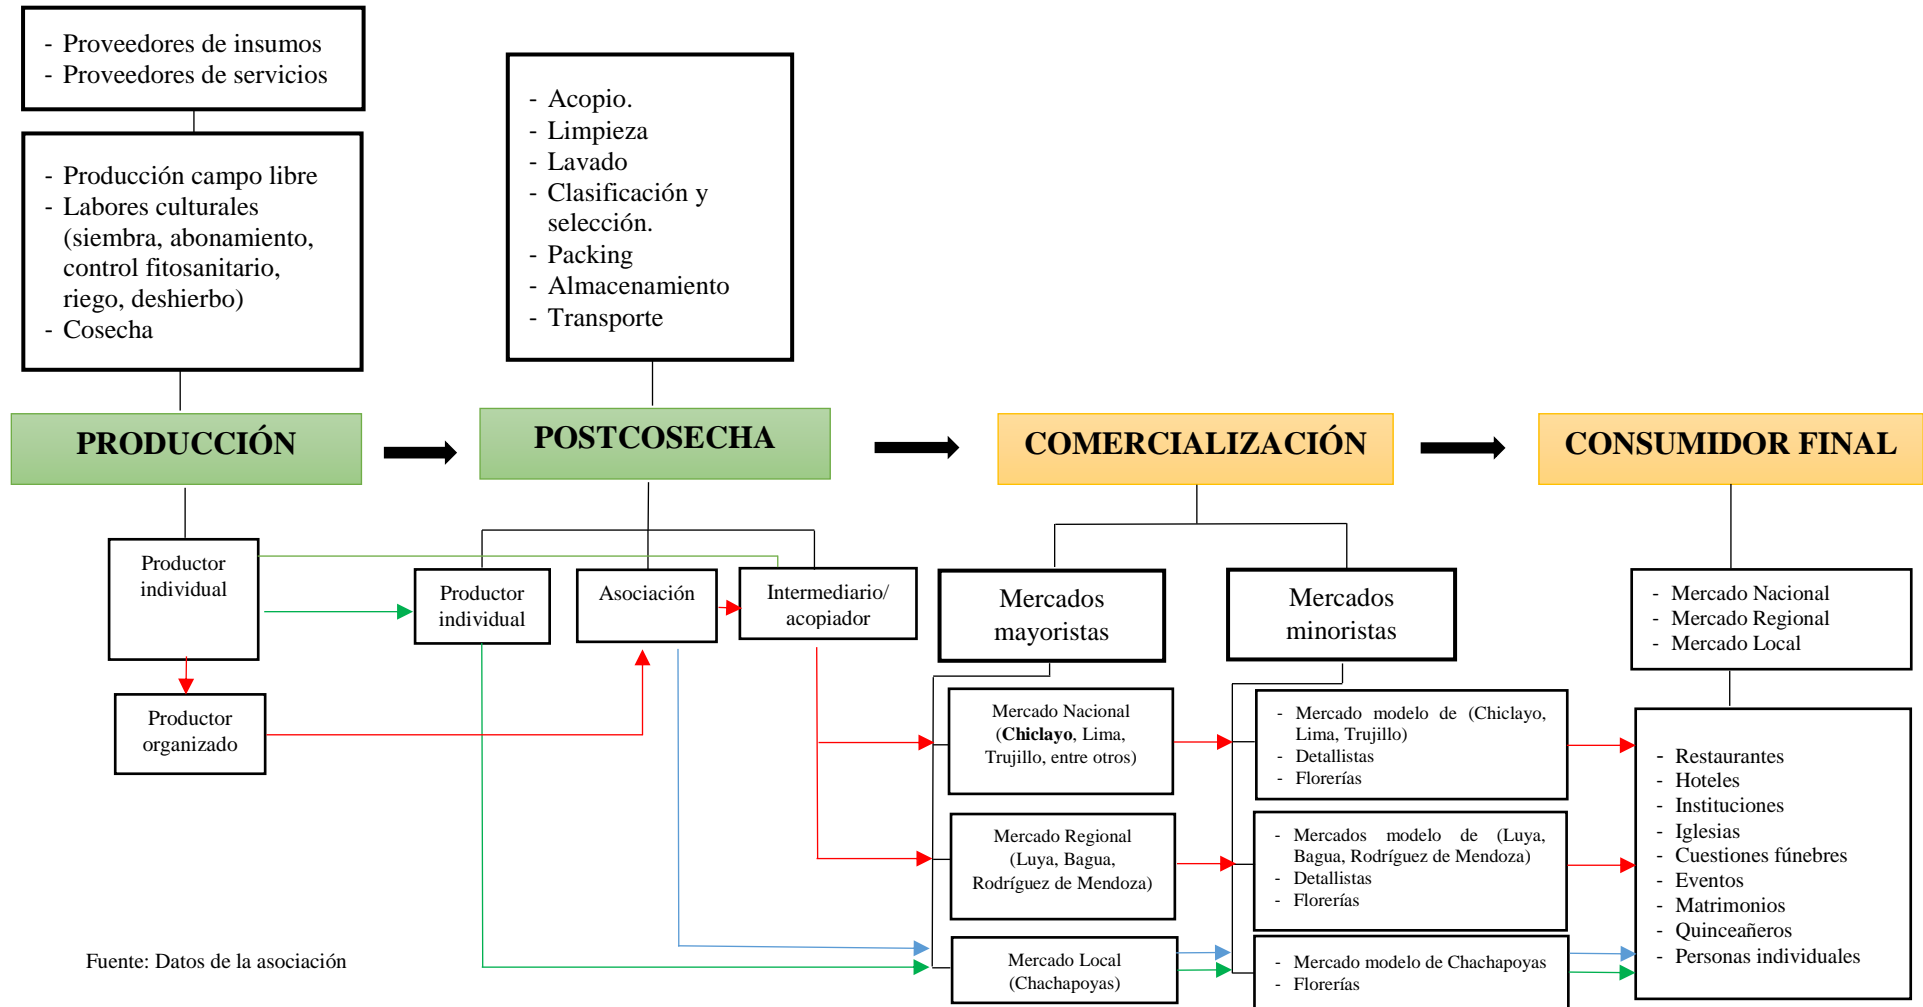 - Proveedores de insumos
- Proveedores de servicios
- Producción campo libre
- Labores culturales
(siembra, abonamiento,
control fitosanitario,
riego, deshierbo)
- Cosecha
- Acopio.
- Limpieza
- Lavado
- Clasificación y
selección.
- Packing
- Almacenamiento
- Transporte
PRODUCCIÓN
POSTCOSECHA
COMERCIALIZACIÓN
CONSUMIDOR FINAL
Productor
individual
Productor
organizado
Productor
individual
Asociación
Intermediario/
acopiador
Mercados
mayoristas
Mercados
minoristas
- Mercado Nacional
- Mercado Regional
- Mercado Local
Mercado Nacional
(Chiclayo, Lima,
Trujillo, entre otros)
- Mercado modelo de (Chiclayo,
Lima, Trujillo)
- Detallistas
- Florerías
Mercado Regional
(Luya, Bagua,
Rodríguez de Mendoza)
- Mercados modelo de (Luya,
Bagua, Rodríguez de Mendoza)
- Detallistas
- Florerías
Mercado Local
(Chachapoyas)
- Mercado modelo de Chachapoyas
- Florerías
- Restaurantes
- Hoteles
- Instituciones
- Iglesias
- Cuestiones fúnebres
- Eventos
- Matrimonios
- Quinceañeros
- Personas individuales
Fuente: Datos de la asociación